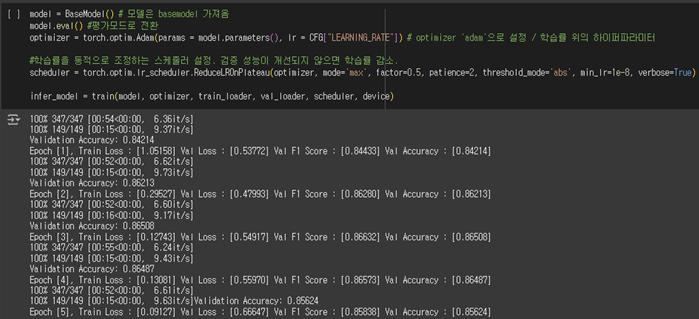 [ ] model = BaseModel() # 모델은 basemodel 가져옴
model.eval() #평가모드로 전환
optimizer = torch.optim.Adam(params = model.parameters(), lr = CFG["LEARNING_RATE"]) # optimizer 'adam'으로 설정 / 학습률 위의 하이퍼파라미터
#학습률을 동적으로 조정하는 스케줄러 설정. 검증 성능이 개선되지 않으면 학습률 감소.
scheduler = torch.optim.lr_scheduler.ReduceLROnPlateau(optimizer, mode='max', factor=0.5, patience=2, threshold_mode='abs', min_lr=1e-8, verbose=True)
infer_model = train(model, optimizer, train_loader, val_loader, scheduler, device)
100% 347/347 [00:54<00:00, 6.36it/s]
100% 149/149 [00:15<00:00, 9.37it/s]
Validation Accuracy: 0.84214
Epoch [1], Train Loss : [1.05158] Val Loss : [0.53772] Val F1 Score : [0.84433] Val Accuracy : [0.84214]
100% 347/347 [00:52<00:00, 6.62it/s]
100% 149/149 [00:15<00:00, 9.73it/s]
Validation Accuracy: 0.86213
Epoch [2], Train Loss : [0.29527] Val Loss : [0.47993] Val F1 Score : [0.86280] Val Accuracy : [0.86213]
100% 347/347 [00:52<00:00, 6.60it/s]
100% 149/149 [00:16<00:00, 9.17it/s]
Validation Accuracy: 0.86508
Epoch [3], Train Loss : [0.12743] Val Loss : [0.54917] Val F1 Score : [0.86632] Val Accuracy : [0.86508]
100% 347/347 [00:55<00:00, 6.24it/s]
100% 149/149 [00:15<00:00, 9.43it/s]
Validation Accuracy: 0.86487
Epoch [4], Train Loss : [0.13081] Val Loss : [0.55970] Val F1 Score : [0.86573] Val Accuracy : [0.86487]
100% 347/347 [00:52<00:00, 6.61it/s]
100% 149/149 [00:15<00:00, 9.63it/s]Validation Accuracy: 0.85624
Epoch [5], Train Loss : [0.09127] Val Loss : [0.66647] Val F1 Score : [0.85838] Val Accuracy : [0.85624]